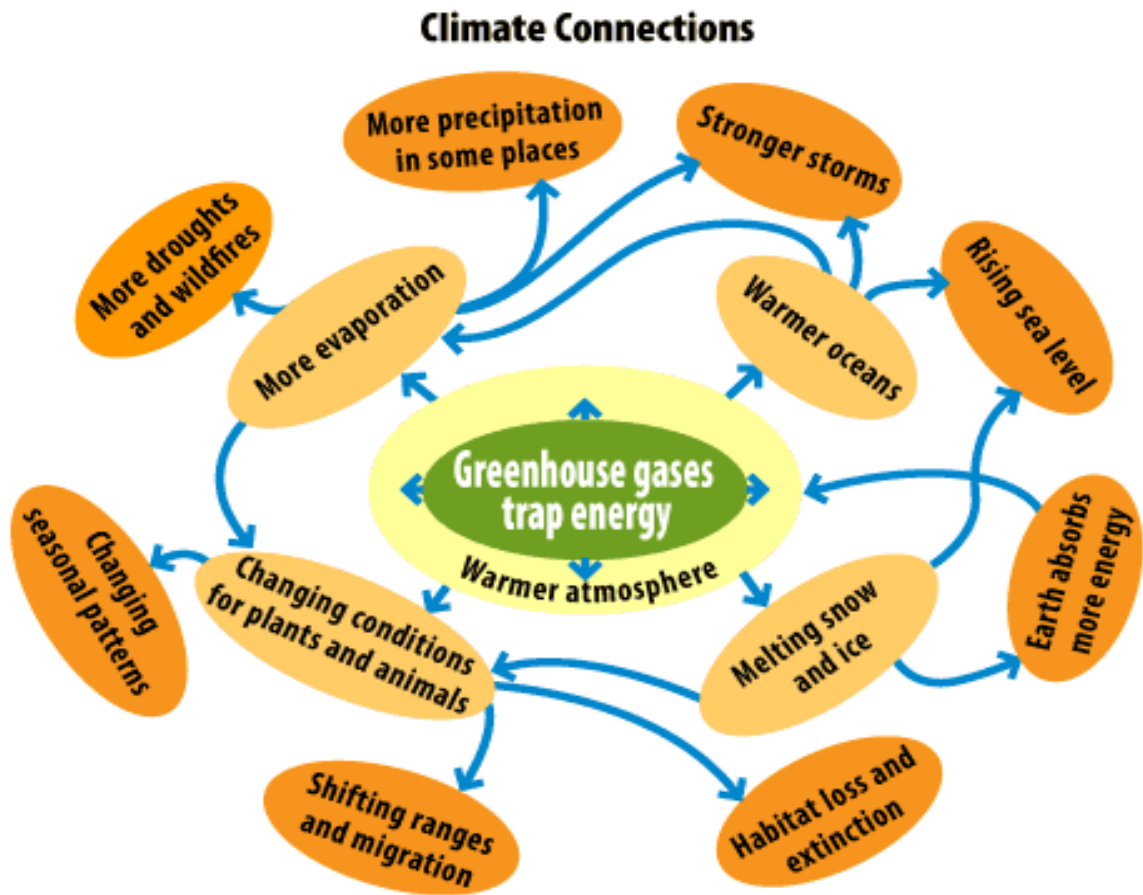 Climate Connections
More precipitation
in some places
Stronger storms
More droughts
and wildfires
More evaporation
Warmer oceans
Rising sea level
Greenhouse gases
trap energy
Warmer atmosphere
Changing
seasonal patterns
Changing conditions
for plants and animals
Melting snow
and ice
Earth absorbs
more energy
Shifting ranges
and migration
Habitat loss and
extinction